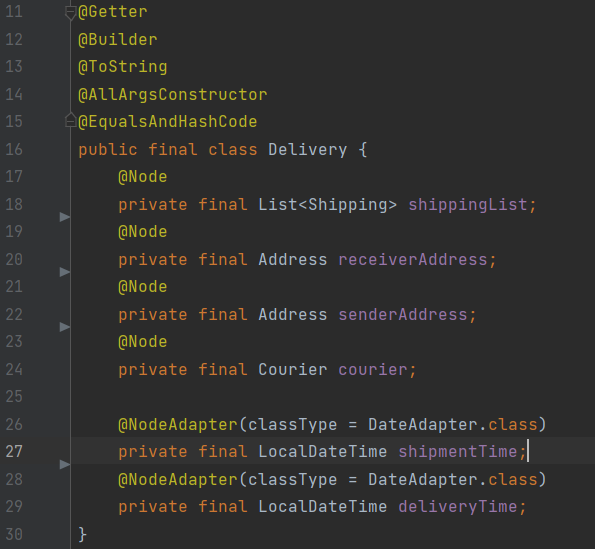 11 @Getter
12 @Builder
13 @ToString
14 @AllArgsConstructor
15 @EqualsAndHashCode
16 public final class Delivery {
17     @Node
18     private final List<Shipping> shippingList;
19     @Node
20     private final Address receiverAddress;
21     @Node
22     private final Address senderAddress;
23     @Node
24     private final Courier courier;
25
26     @NodeAdapter(classType = DateAdapter.class)
27     private final LocalDateTime shipmentTime;
28     @NodeAdapter(classType = DateAdapter.class)
29     private final LocalDateTime deliveryTime;
30 }